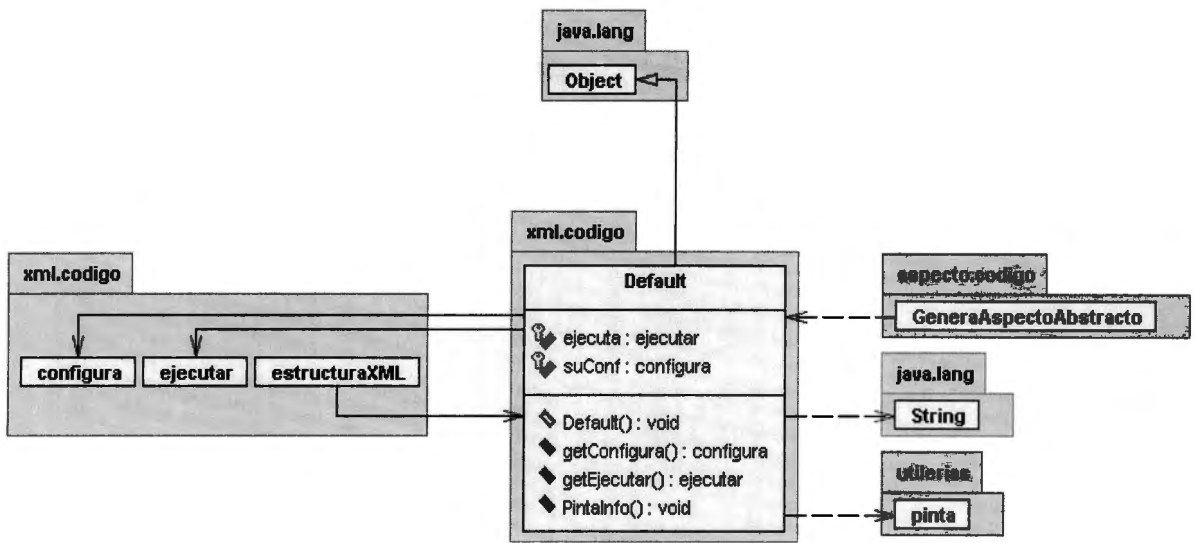 java.lang
Object
xml.codigo
configura
ejecutar
estructuraXML
xml.codigo
Default
ejecuta : ejecutar
suConf : configura
Default() : void
getConfigura() : configura
getEjecutar() : ejecutar
PintaInfo() : void
aspecto.codigo
GeneraAspectoAbstracto
java.lang
String
utilerias
pinta